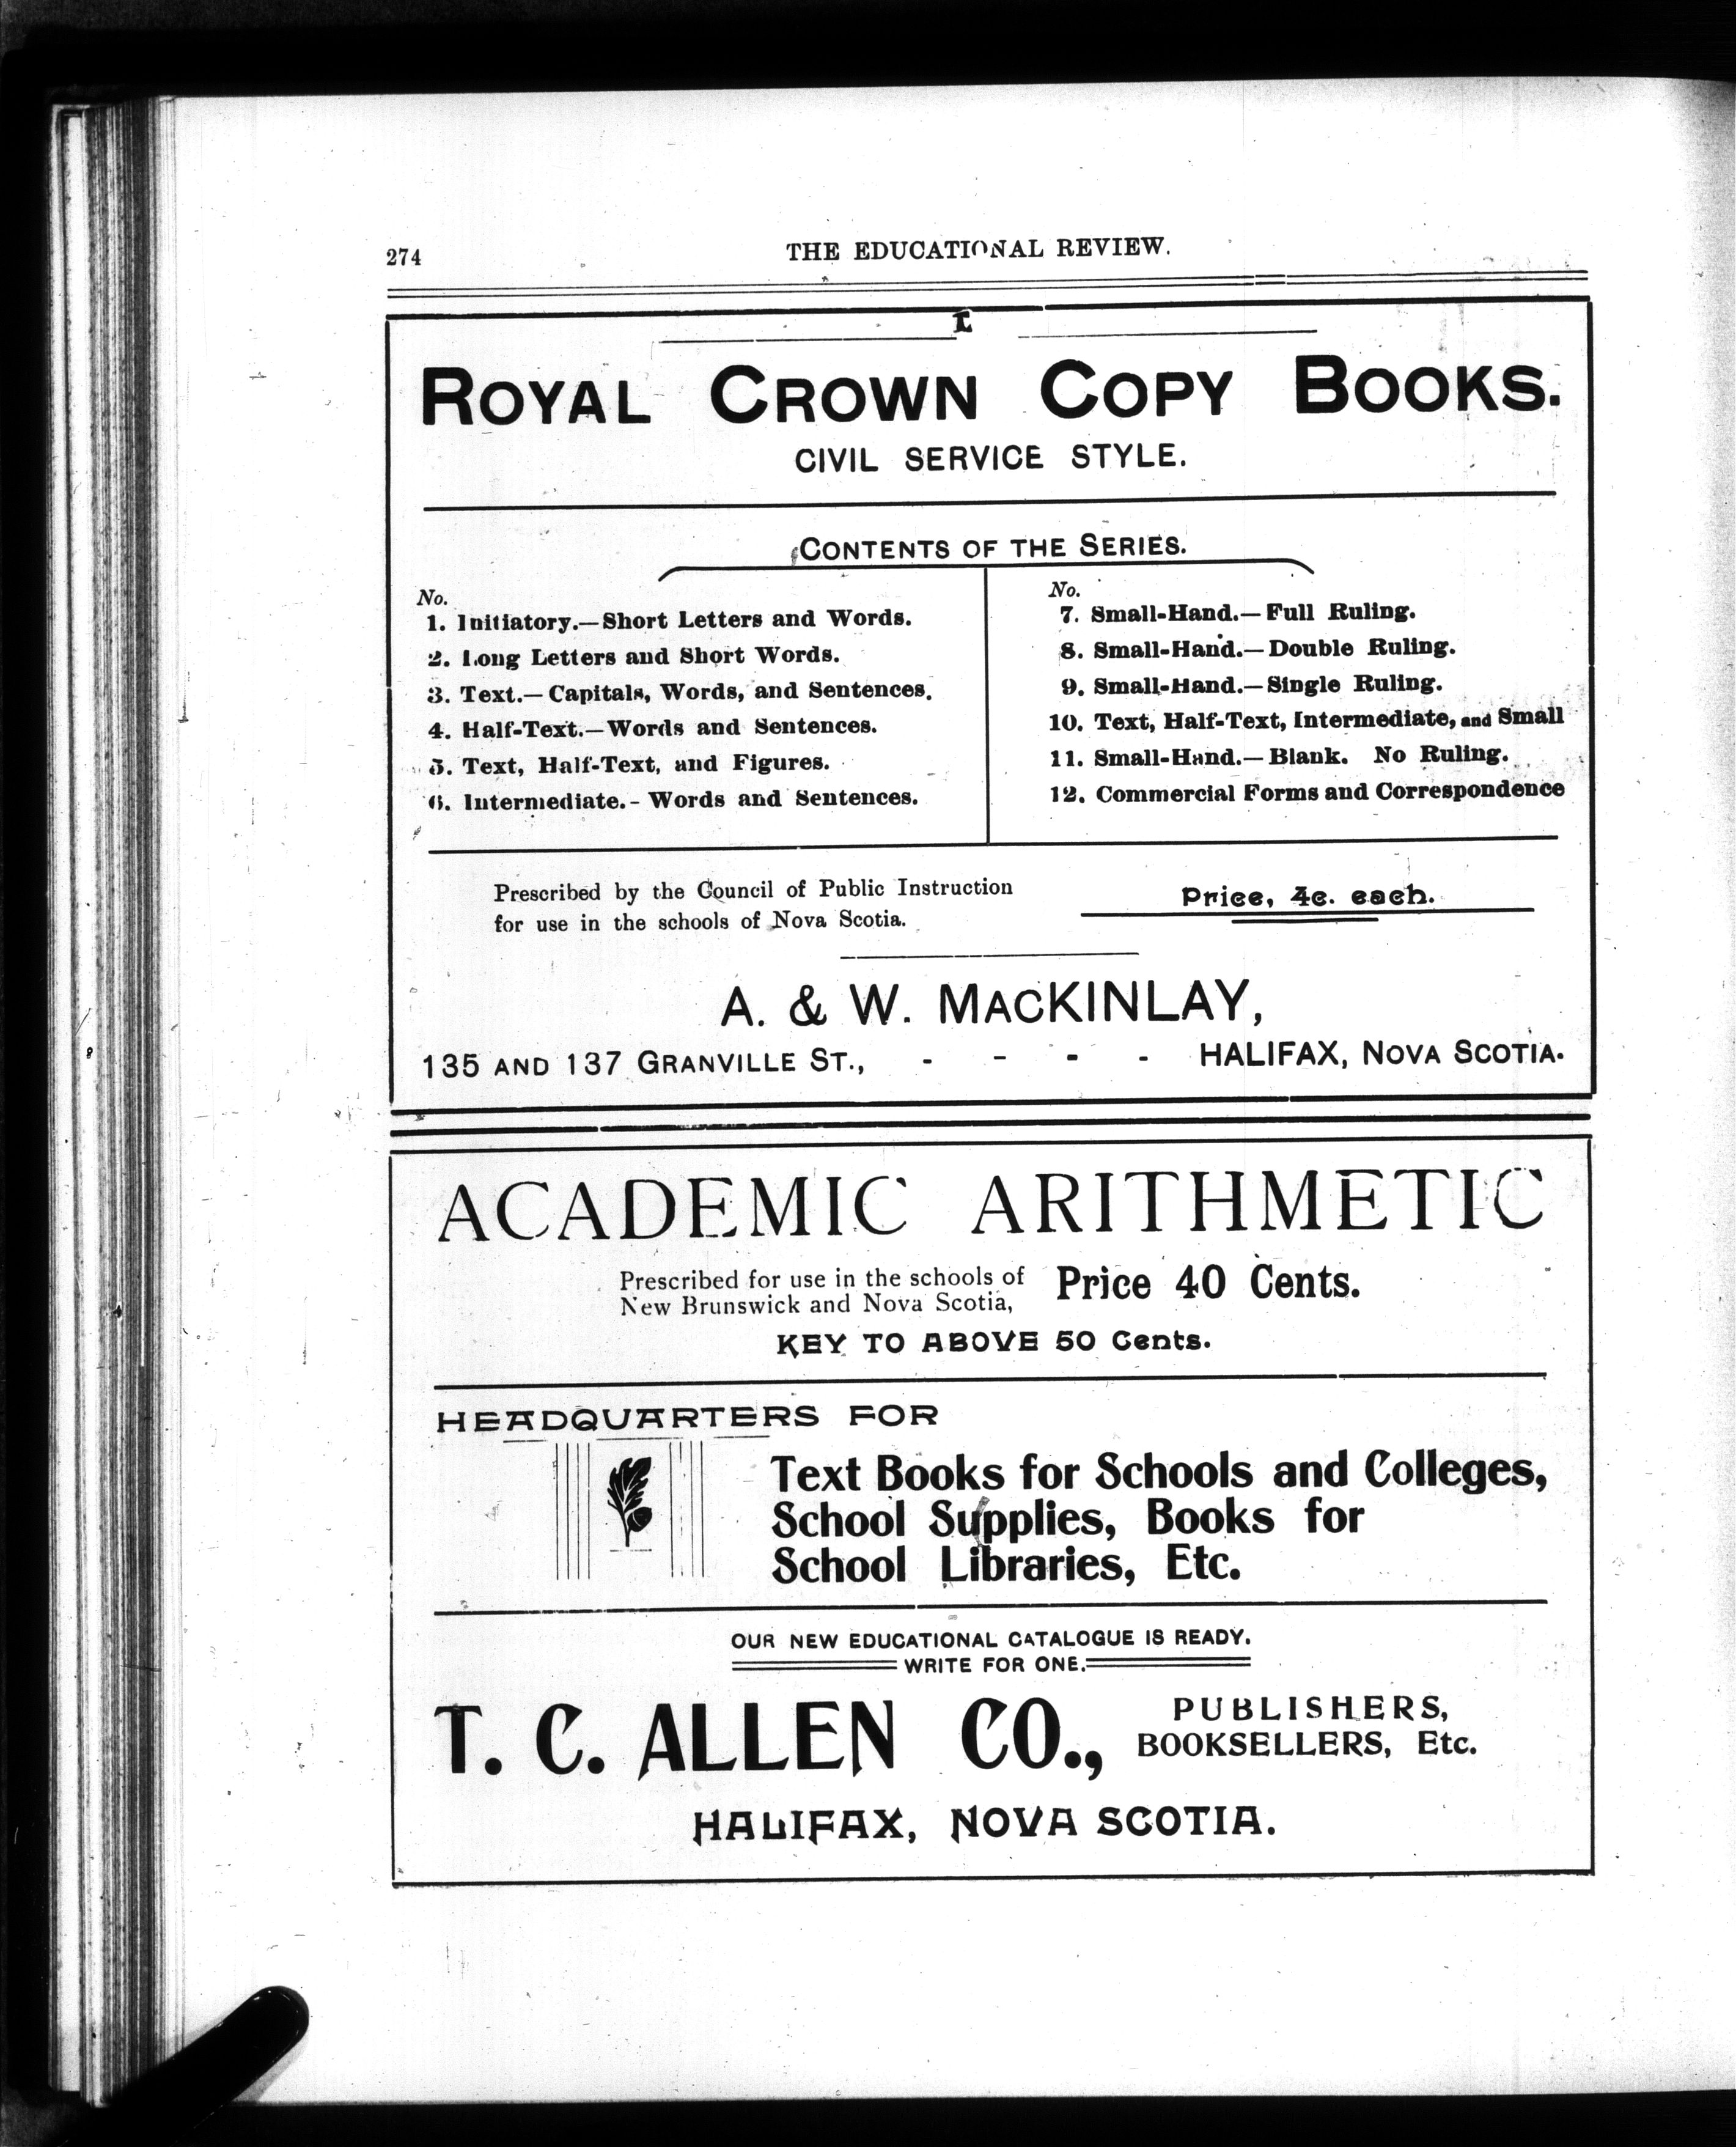 274
THE EDUCATIONAL REVIEW.
ROYAL CROWN COPY BOOKS.
CIVIL SERVICE STYLE.
CONTENTS OF THE SERIES.
No.
1. Initiatory.—Short Letters and Words.
2. Long Letters and Short Words.
3. Text.—Capitals, Words, and Sentences.
4. Half-Text.—Words and Sentences.
5. Text, Half-Text, and Figures.
6. Intermediate.-Words and Sentences.
No.
7. Small-Hand.—Full Ruling.
8. Small-Hand.—Double Ruling.
9. Small-Hand.—Single Ruling.
10. Text, Half-Text, Intermediate, and Small
11. Small-Hand.—Blank. No Ruling.
12. Commercial Forms and Correspondence
Prescribed by the Council of Public Instruction
for use in the schools of Nova Scotia.
Price, 4c. each.
A. & W. MACKINLAY,
135 AND 137 GRANVILLE ST., - - - - HALIFAX, NOVA SCOTIA.
ACADEMIC ARITHMETIC
Prescribed for use in the schools of
New Brunswick and Nova Scotia,
Price 40 Cents.
KEY TO ABOVE 50 Cents.
HEADQUARTERS FOR
Text Books for Schools and Colleges,
School Supplies, Books for
School Libraries, Etc.
OUR NEW EDUCATIONAL CATALOGUE IS READY.
WRITE FOR ONE.
T. C. ALLEN CO.,
PUBLISHERS,
BOOKSELLERS, Etc.
HALIFAX, NOVA SCOTIA.